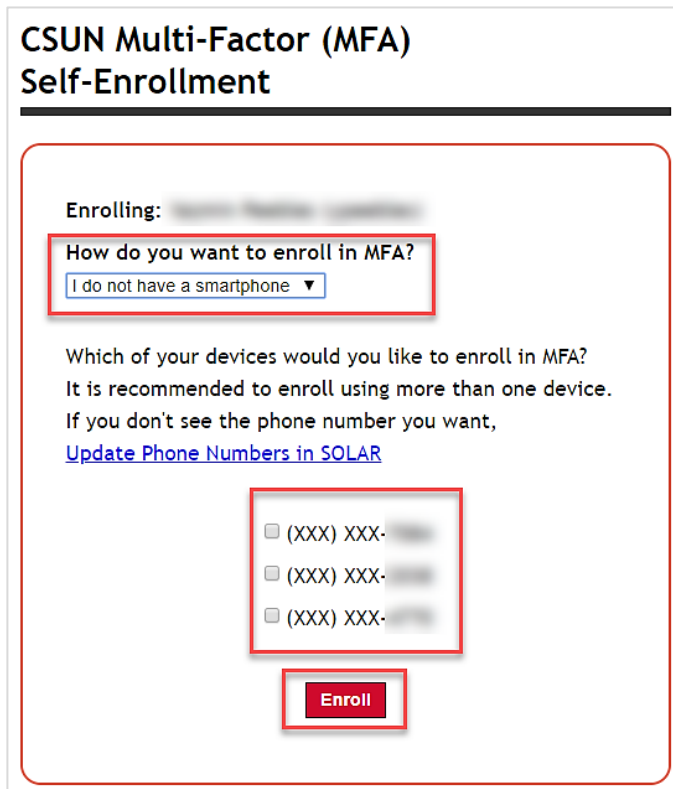 CSUN Multi-Factor (MFA)
Self-Enrollment
Enrolling:
How do you want to enroll in MFA?
I do not have a smartphone ▼
Which of your devices would you like to enroll in MFA?
It is recommended to enroll using more than one device.
If you don't see the phone number you want,
Update Phone Numbers in SOLAR
(XXX) XXX-
(XXX) XXX-
(XXX) XXX-
Enroll